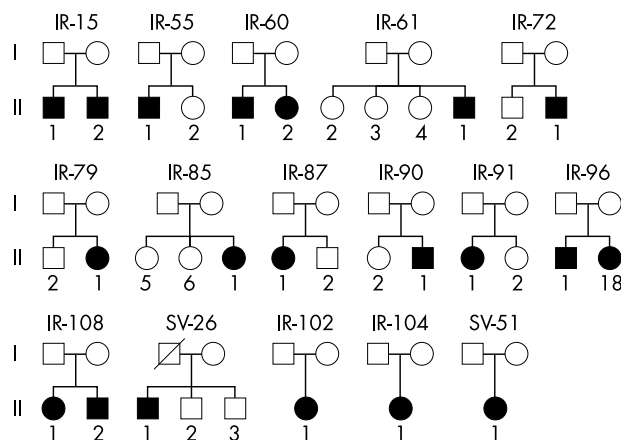 IR-15 IR-55 IR-60 IR-61 IR-72
I
II
1 2 1 2 1 2 2 3 4 1 2 1
IR-79 IR-85 IR-87 IR-90 IR-91 IR-96
I
II
2 1 5 6 1 1 2 2 1 1 2 1 18
IR-108 SV-26 IR-102 IR-104 SV-51
I
II
1 2 1 2 3 1 1 1